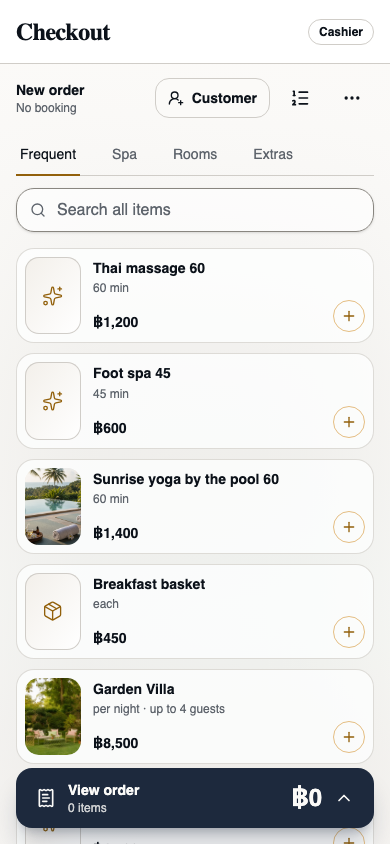 Checkout
Cashier
New order
No booking
Customer
Frequent
Spa
Rooms
Extras
Search all items
Thai massage 60
60 min
฿1,200
Foot spa 45
45 min
฿600
Sunrise yoga by the pool 60
60 min
฿1,400
Breakfast basket
each
฿450
Garden Villa
per night · up to 4 guests
฿8,500
View order
0 items
฿0